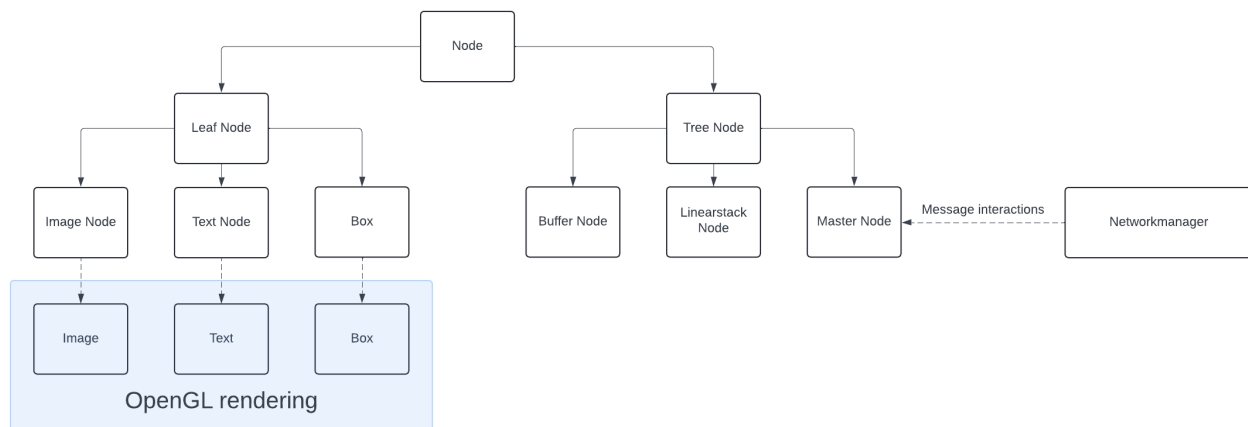 Node
Leaf Node
Tree Node
Image Node
Text Node
Box
Buffer Node
Linearstack
Node
Master Node
Message interactions
Networkmanager
Image
Text
Box
OpenGL rendering